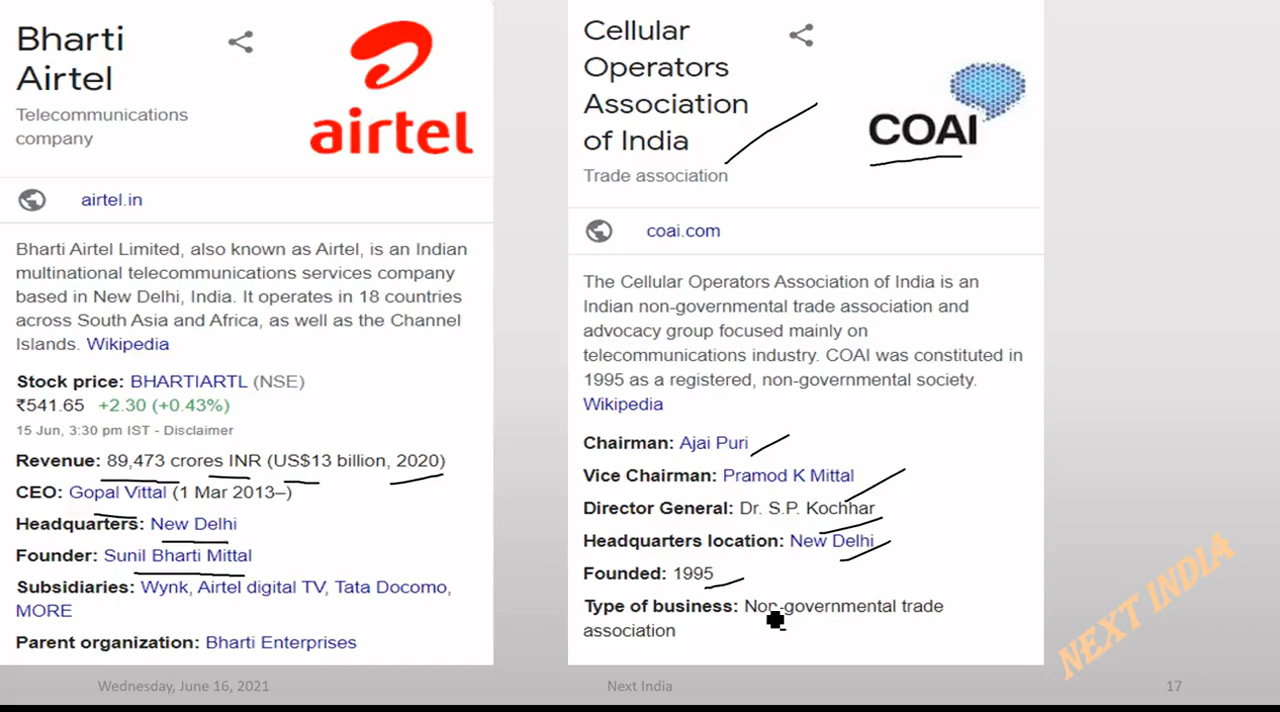 Bharti
Airtel
Telecommunications
company
airtel
airtel.in
Bharti Airtel Limited, also known as Airtel, is an Indian
multinational telecommunications services company
based in New Delhi, India. It operates in 18 countries
across South Asia and Africa, as well as the Channel
Islands. Wikipedia
Stock price: BHARTIARTL (NSE)
₹541.65 +2.30 (+0.43%)
15 Jun, 3:30 pm IST - Disclaimer
Revenue: 89,473 crores INR (US$13 billion, 2020)
CEO: Gopal Vittal (1 Mar 2013–)
Headquarters: New Delhi
Founder: Sunil Bharti Mittal
Subsidiaries: Wynk, Airtel digital TV, Tata Docomo,
MORE
Parent organization: Bharti Enterprises
Cellular
Operators
Association
of India
Trade association
COAI
coai.com
The Cellular Operators Association of India is an
Indian non-governmental trade association and
advocacy group focused mainly on
telecommunications industry. COAI was constituted in
1995 as a registered, non-governmental society.
Wikipedia
Chairman: Ajai Puri
Vice Chairman: Pramod K Mittal
Director General: Dr. S.P. Kochhar
Headquarters location: New Delhi
Founded: 1995
Type of business: Non-governmental trade
association
NEXT INDIA
Wednesday, June 16, 2021
Next India
17